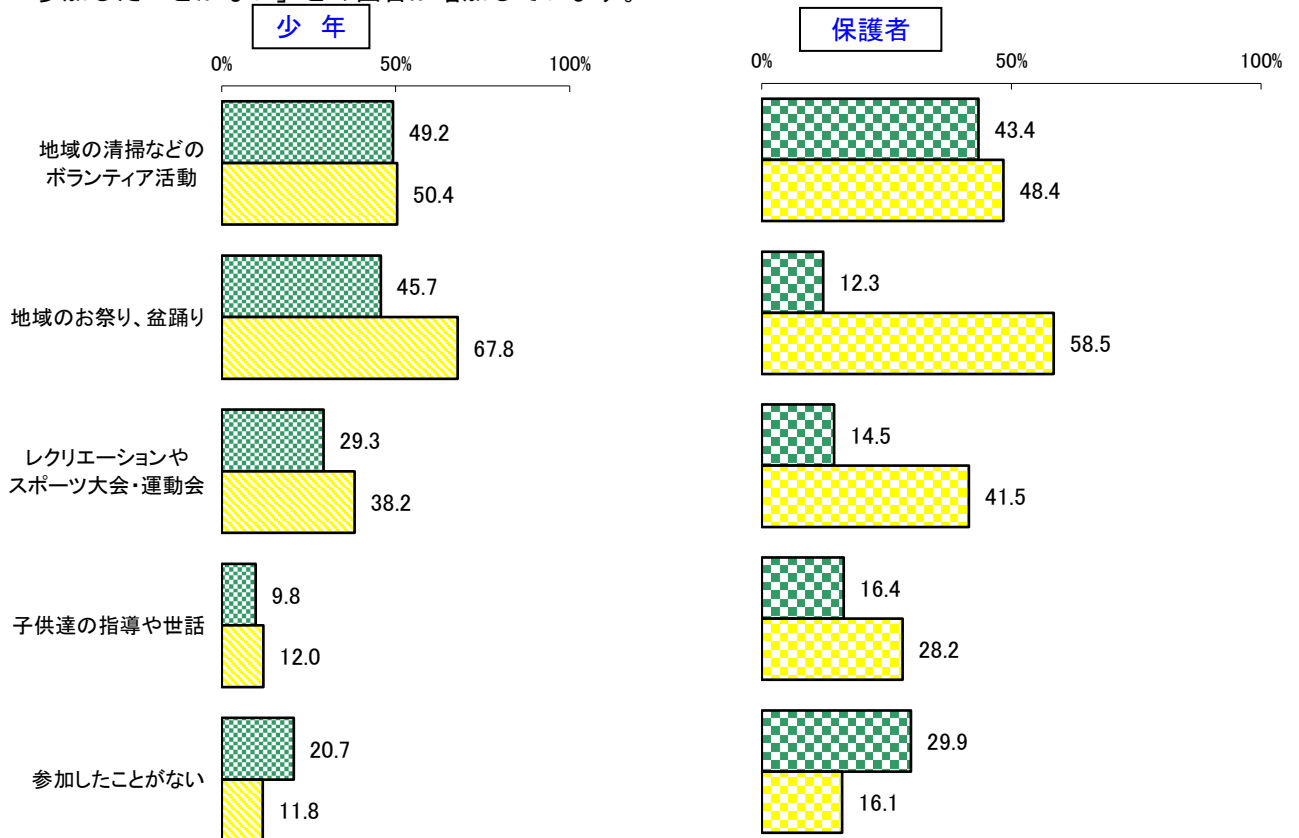 少 年
保護者
0% 50% 100%
0% 50% 100%
地域の清掃などの
ボランティア活動
49.2
50.4
43.4
48.4
地域のお祭り、盆踊り
45.7
67.8
12.3
58.5
レクリエーションや
スポーツ大会・運動会
29.3
38.2
14.5
41.5
子供達の指導や世話
9.8
12.0
16.4
28.2
参加したことがない
20.7
11.8
29.9
16.1